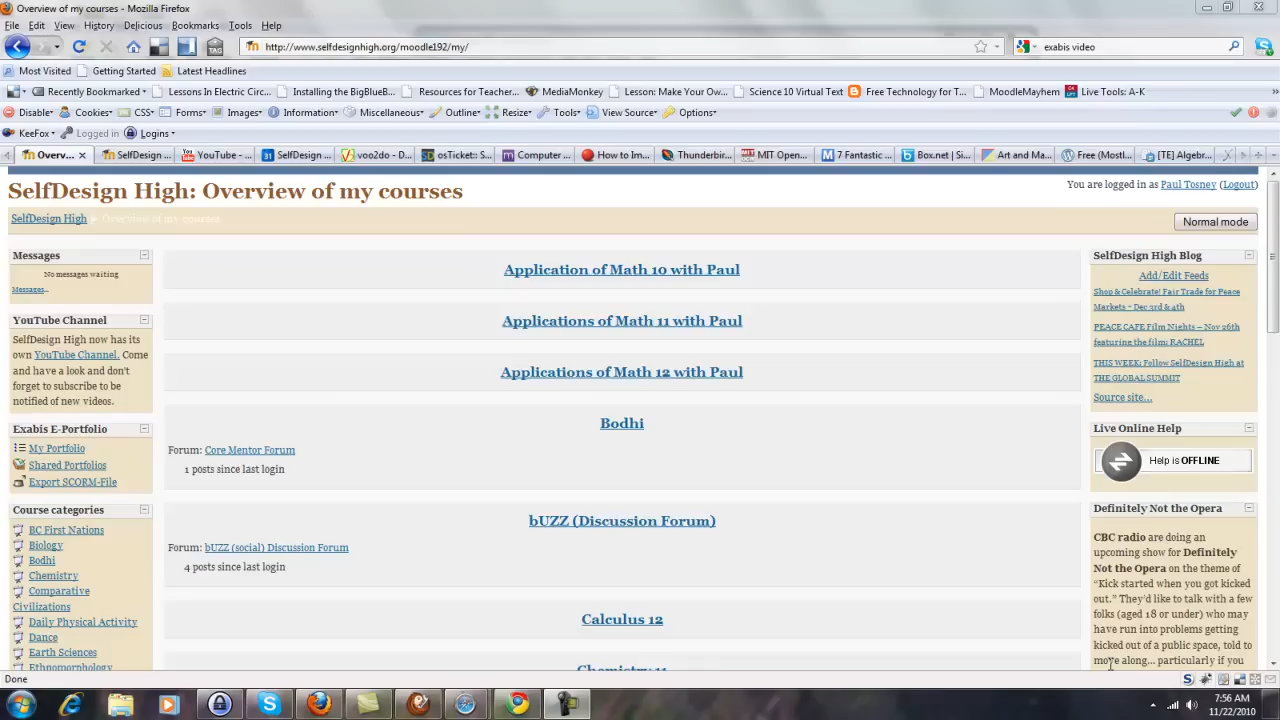 Overview of my courses - Mozilla Firefox
File Edit View History Delicious Bookmarks Tools Help
http://www.selfdesignhigh.org/moodle192/my/
exabis video
Most Visited Getting Started Latest Headlines
Recently Bookmarked Lessons In Electric Circ... Installing the BigBlueB... Resources for Teacher... MediaMonkey Lesson: Make Your Ow... Science 10 Virtual Text Free Technology for T... MoodleMayhem Live Tools: A-K
Disable Cookies CSS Forms Images Information Miscellaneous Outline Resize Tools View Source Options
KeeFox Logged in Logins
Overv... SelfDesign ... YouTube - ... SelfDesign ... voo2do - D... osTicket:: S... Computer ... How to Im... Thunderbir... MIT Open... 7 Fantastic ... Box.net | Si... Art and Ma... Free (Mostl... [TE] Algebr...
SelfDesign High: Overview of my courses
You are logged in as Paul Tosney (Logout)
SelfDesign High ► Overview of my courses
Normal mode
Messages
No messages waiting
Messages...
YouTube Channel
SelfDesign High now has its
own YouTube Channel. Come
and have a look and don't
forget to subscribe to be
notified of new videos.
Exabis E-Portfolio
My Portfolio
Shared Portfolios
Export SCORM-File
Course categories
BC First Nations
Biology
Bodhi
Chemistry
Comparative
Civilizations
Daily Physical Activity
Dance
Earth Sciences
Ethnomorphology
Application of Math 10 with Paul
Applications of Math 11 with Paul
Applications of Math 12 with Paul
Bodhi
Forum: Core Mentor Forum
1 posts since last login
bUZZ (Discussion Forum)
Forum: bUZZ (social) Discussion Forum
4 posts since last login
Calculus 12
Chemistry 11
SelfDesign High Blog
Add/Edit Feeds
Shop & Celebrate! Fair Trade for Peace
Markets ~ Dec 3rd & 4th
PEACE CAFE Film Nights – Nov 26th
featuring the film: RACHEL
THIS WEEK: Follow SelfDesign High at
THE GLOBAL SUMMIT
Source site...
Live Online Help
Help is OFFLINE
Definitely Not the Opera
CBC radio are doing an
upcoming show for Definitely
Not the Opera on the theme of
“Kick started when you got kicked
out.” They'd like to talk with a few
folks (aged 18 or under) who may
have run into problems getting
kicked out of a public space, told to
move along... particularly if you
Done
7:56 AM
11/22/2010